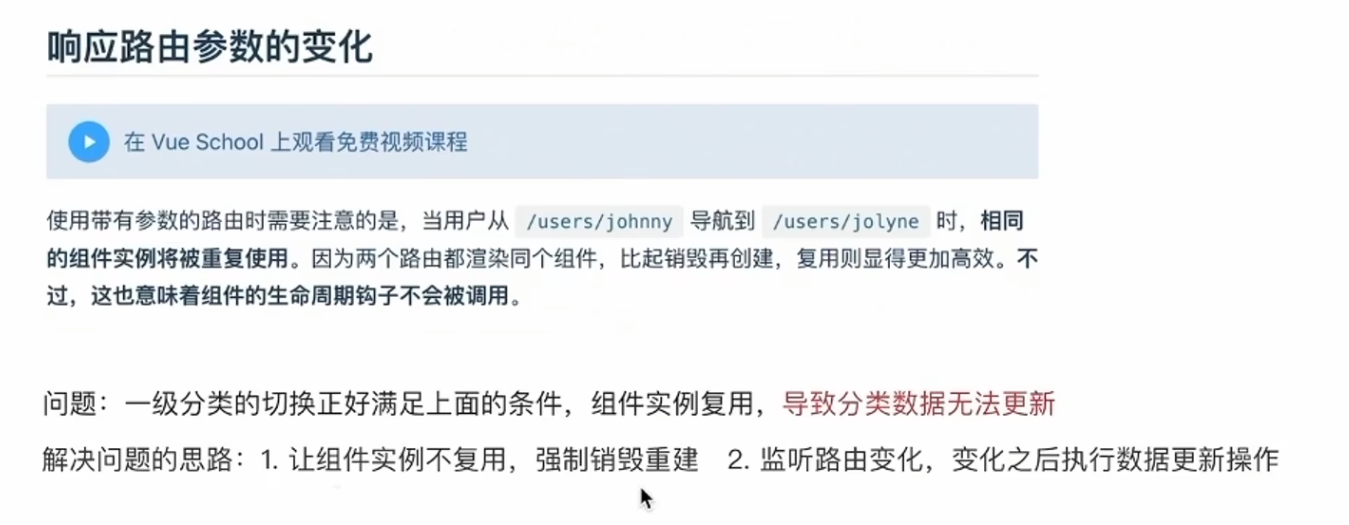 响应路由参数的变化
在 Vue School 上观看免费视频课程
使用带有参数的路由时需要注意的是，当用户从 /users/johnny 导航到 /users/jolyne 时，相同
的组件实例将被重复使用。因为两个路由都渲染同个组件，比起销毁再创建，复用则显得更加高效。不
过，这也意味着组件的生命周期钩子不会被调用。
问题：一级分类的切换正好满足上面的条件，组件实例复用，导致分类数据无法更新
解决问题的思路：1. 让组件实例不复用，强制销毁重建 2. 监听路由变化，变化之后执行数据更新操作